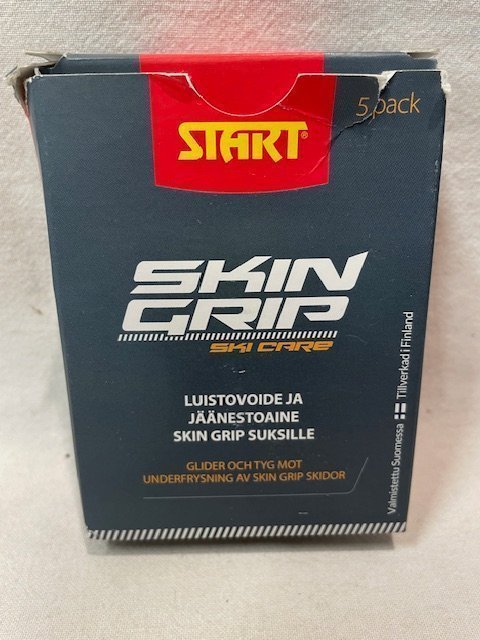 START®
5 pack
SKIN
GRIP
SKI CARE
LUISTOVOIDE JA
JÄÄNESTOAINE
SKIN GRIP SUKSILLE
GLIDER OCH TYG MOT
UNDERFRYSNING AV SKIN GRIP SKIDOR
Valmistettu Suomessa Tillverkad i Finland